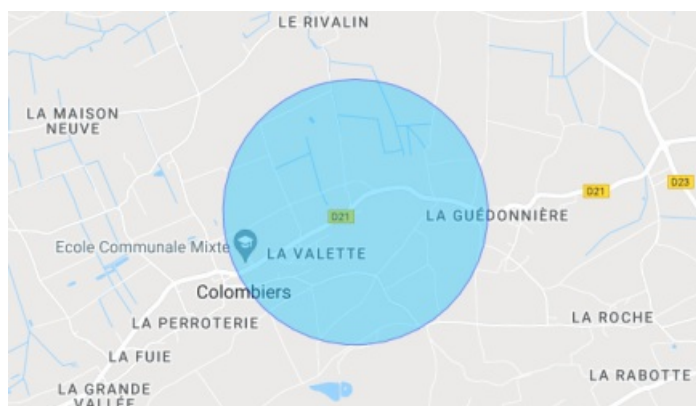 LE RIVALIN
LA MAISON
NEUVE
D23
D21
D21
LA GUÉDONNIÈRE
Ecole Communale Mixte
LA VALETTE
Colombiers
LA PERROTERIE
LA ROCHE
LA FUIE
LA RABOTTE
LA GRANDE
VALLÉE